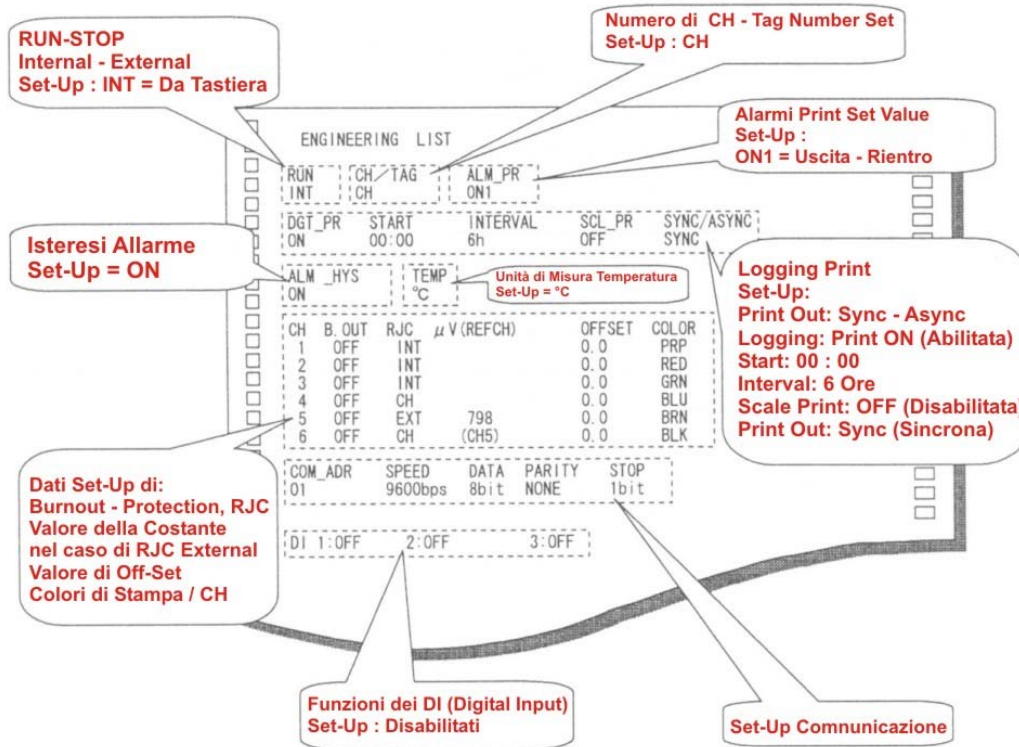 RUN-STOP
Internal - External
Set-Up : INT = Da Tastiera
Numero di CH - Tag Number Set
Set-Up : CH
Alarmi Print Set Value
Set-Up :
ON1 = Uscita - Rientro
ENGINEERING LIST
RUN CH/TAG ALM_PR
INT CH ON1
DGT_PR START INTERVAL SCL_PR SYNC/ASYNC
ON 00:00 6h OFF SYNC
Isteresi Allarme
Set-Up = ON
ALM _HYS TEMP
ON °C
Unità di Misura Temperatura
Set-Up = °C
Logging Print
Set-Up:
Print Out: Sync - Async
Logging: Print ON (Abilitata)
Start: 00 : 00
Interval: 6 Ore
Scale Print: OFF (Disabilitata)
Print Out: Sync (Sincrona)
CH B.OUT RJC μV(REFCH) OFFSET COLOR
1 OFF INT 0.0 PRP
2 OFF INT 0.0 RED
3 OFF INT 0.0 GRN
4 OFF CH 0.0 BLU
5 OFF EXT 798 0.0 BRN
6 OFF CH (CH5) 0.0 BLK
COM_ADR SPEED DATA PARITY STOP
01 9600bps 8bit NONE 1bit
Dati Set-Up di:
Burnout - Protection, RJC
Valore della Costante
nel caso di RJC External
Valore di Off-Set
Colori di Stampa / CH
DI 1:OFF 2:OFF 3:OFF
Funzioni dei DI (Digital Input)
Set-Up : Disabilitati
Set-Up Comnunicazione